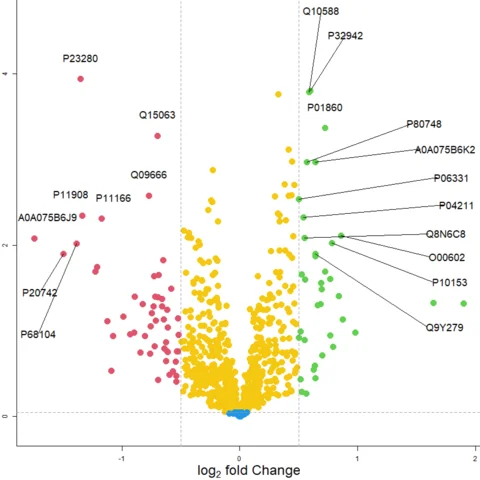 Q10588
P32942
P23280
P01860
Q15063
P80748
A0A075B6K2
Q09666
P06331
P11908
P11166
P04211
A0A075B6J9
Q8N6C8
O00602
P10153
P20742
P68104
Q9Y279
4
2
0
-1
0
1
2
log2 fold Change